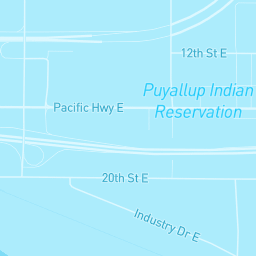 12th St E
Puyallup Indian
Reservation
Pacific Hwy E
20th St E
Industry Dr E